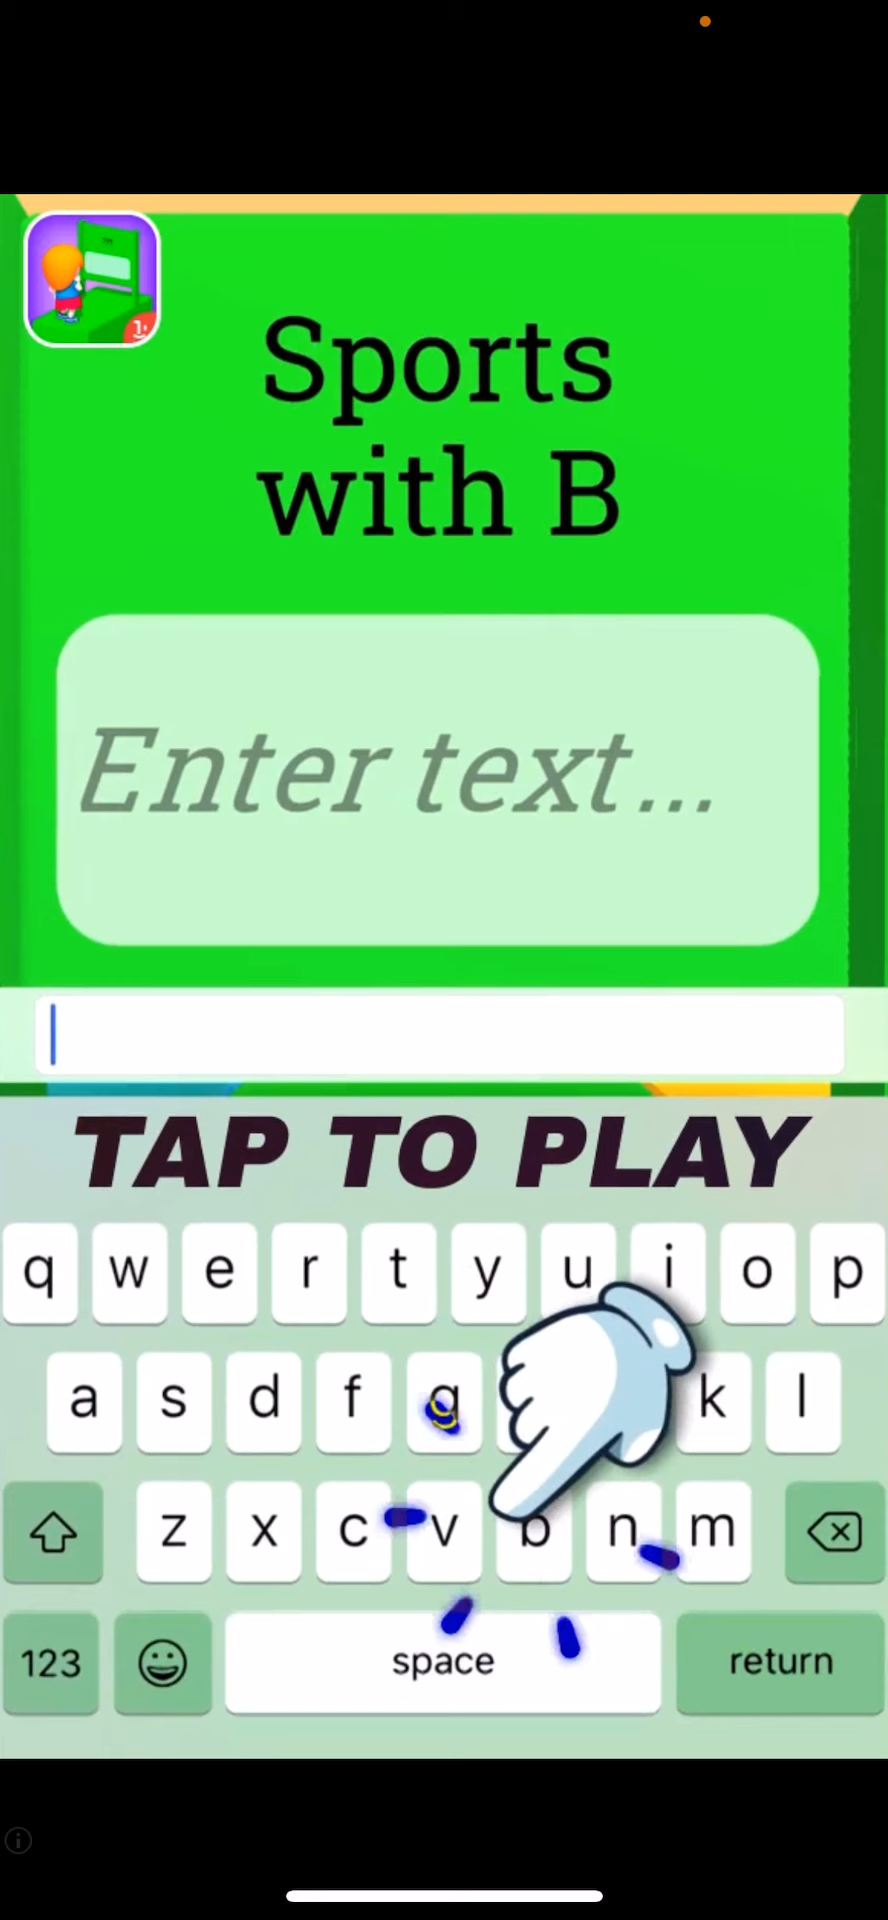 Sports
with B
Enter text...
TAP TO PLAY
q w e r t y u i o p
a s d f g k l
z x c v b n m
123 space return